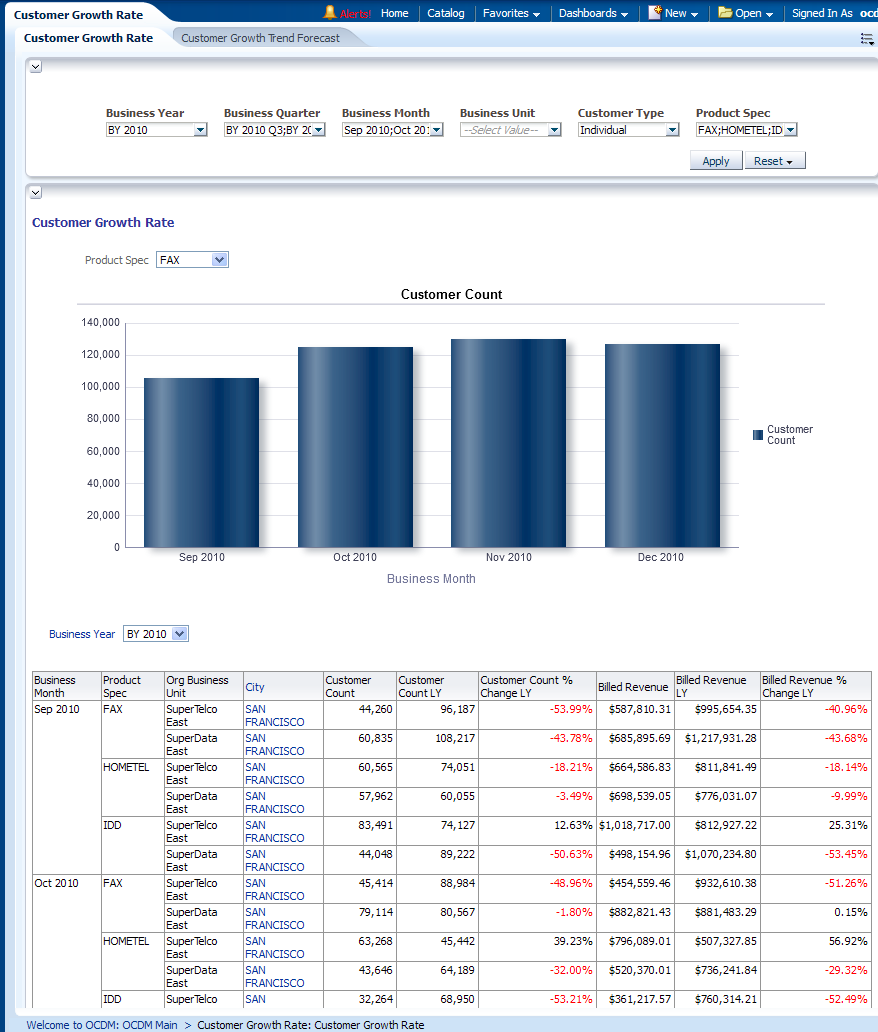 Customer Growth Rate Alerts! Home Catalog Favorites Dashboards New Open Signed In As ocd
Customer Growth Rate Customer Growth Trend Forecast
Business Year Business Quarter Business Month Business Unit Customer Type Product Spec
BY 2010 BY 2010 Q3;BY 20 Sep 2010;Oct 201 --Select Value-- Individual FAX;HOMETEL;ID
Apply Reset
Customer Growth Rate
Product Spec FAX
Customer Count
140,000
120,000
100,000
80,000
60,000
40,000
20,000
0
Customer
Count
Sep 2010 Oct 2010 Nov 2010 Dec 2010
Business Month
Business Year BY 2010
Business Product Org Business City Customer Customer Customer Count % Billed Revenue Billed Revenue Billed Revenue %
Month Spec Unit Count Count LY Change LY LY Change LY
Sep 2010 FAX SuperTelco SAN 44,260 96,187 -53.99% $587,810.31 $995,654.35 -40.96%
East FRANCISCO
SuperData SAN 60,835 108,217 -43.78% $685,895.69 $1,217,931.28 -43.68%
East FRANCISCO
HOMETEL SuperTelco SAN 60,565 74,051 -18.21% $664,586.83 $811,841.49 -18.14%
East FRANCISCO
SuperData SAN 57,962 60,055 -3.49% $698,539.05 $776,031.07 -9.99%
East FRANCISCO
IDD SuperTelco SAN 83,491 74,127 12.63% $1,018,717.00 $812,927.22 25.31%
East FRANCISCO
SuperData SAN 44,048 89,222 -50.63% $498,154.96 $1,070,234.80 -53.45%
East FRANCISCO
Oct 2010 FAX SuperTelco SAN 45,414 88,984 -48.96% $454,559.46 $932,610.38 -51.26%
East FRANCISCO
SuperData SAN 79,114 80,567 -1.80% $882,821.43 $881,483.29 0.15%
East FRANCISCO
HOMETEL SuperTelco SAN 63,268 45,442 39.23% $796,089.01 $507,327.85 56.92%
East FRANCISCO
SuperData SAN 43,646 64,189 -32.00% $520,370.01 $736,241.84 -29.32%
East FRANCISCO
IDD SuperTelco SAN 32,264 68,950 -53.21% $361,217.57 $760,314.21 -52.49%
Welcome to OCDM: OCDM Main > Customer Growth Rate: Customer Growth Rate